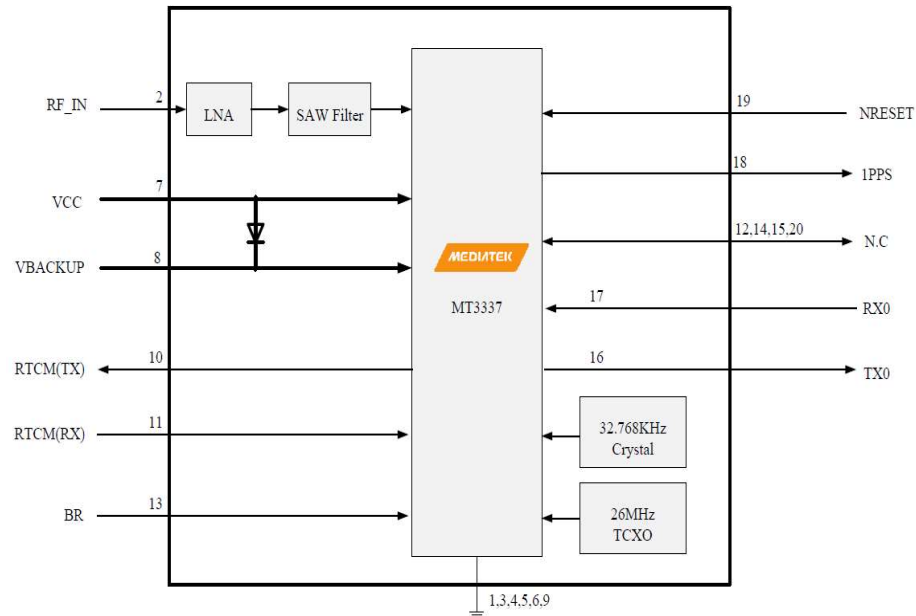 RF_IN
2
LNA
SAW Filter
19
NRESET
7
VCC
18
1PPS
8
VBACKUP
MEDIATEK
MT3337
12,14,15,20
N.C
17
RX0
10
RTCM(TX)
16
TX0
11
RTCM(RX)
32.768KHz
Crystal
13
BR
26MHz
TCXO
1,3,4,5,6,9